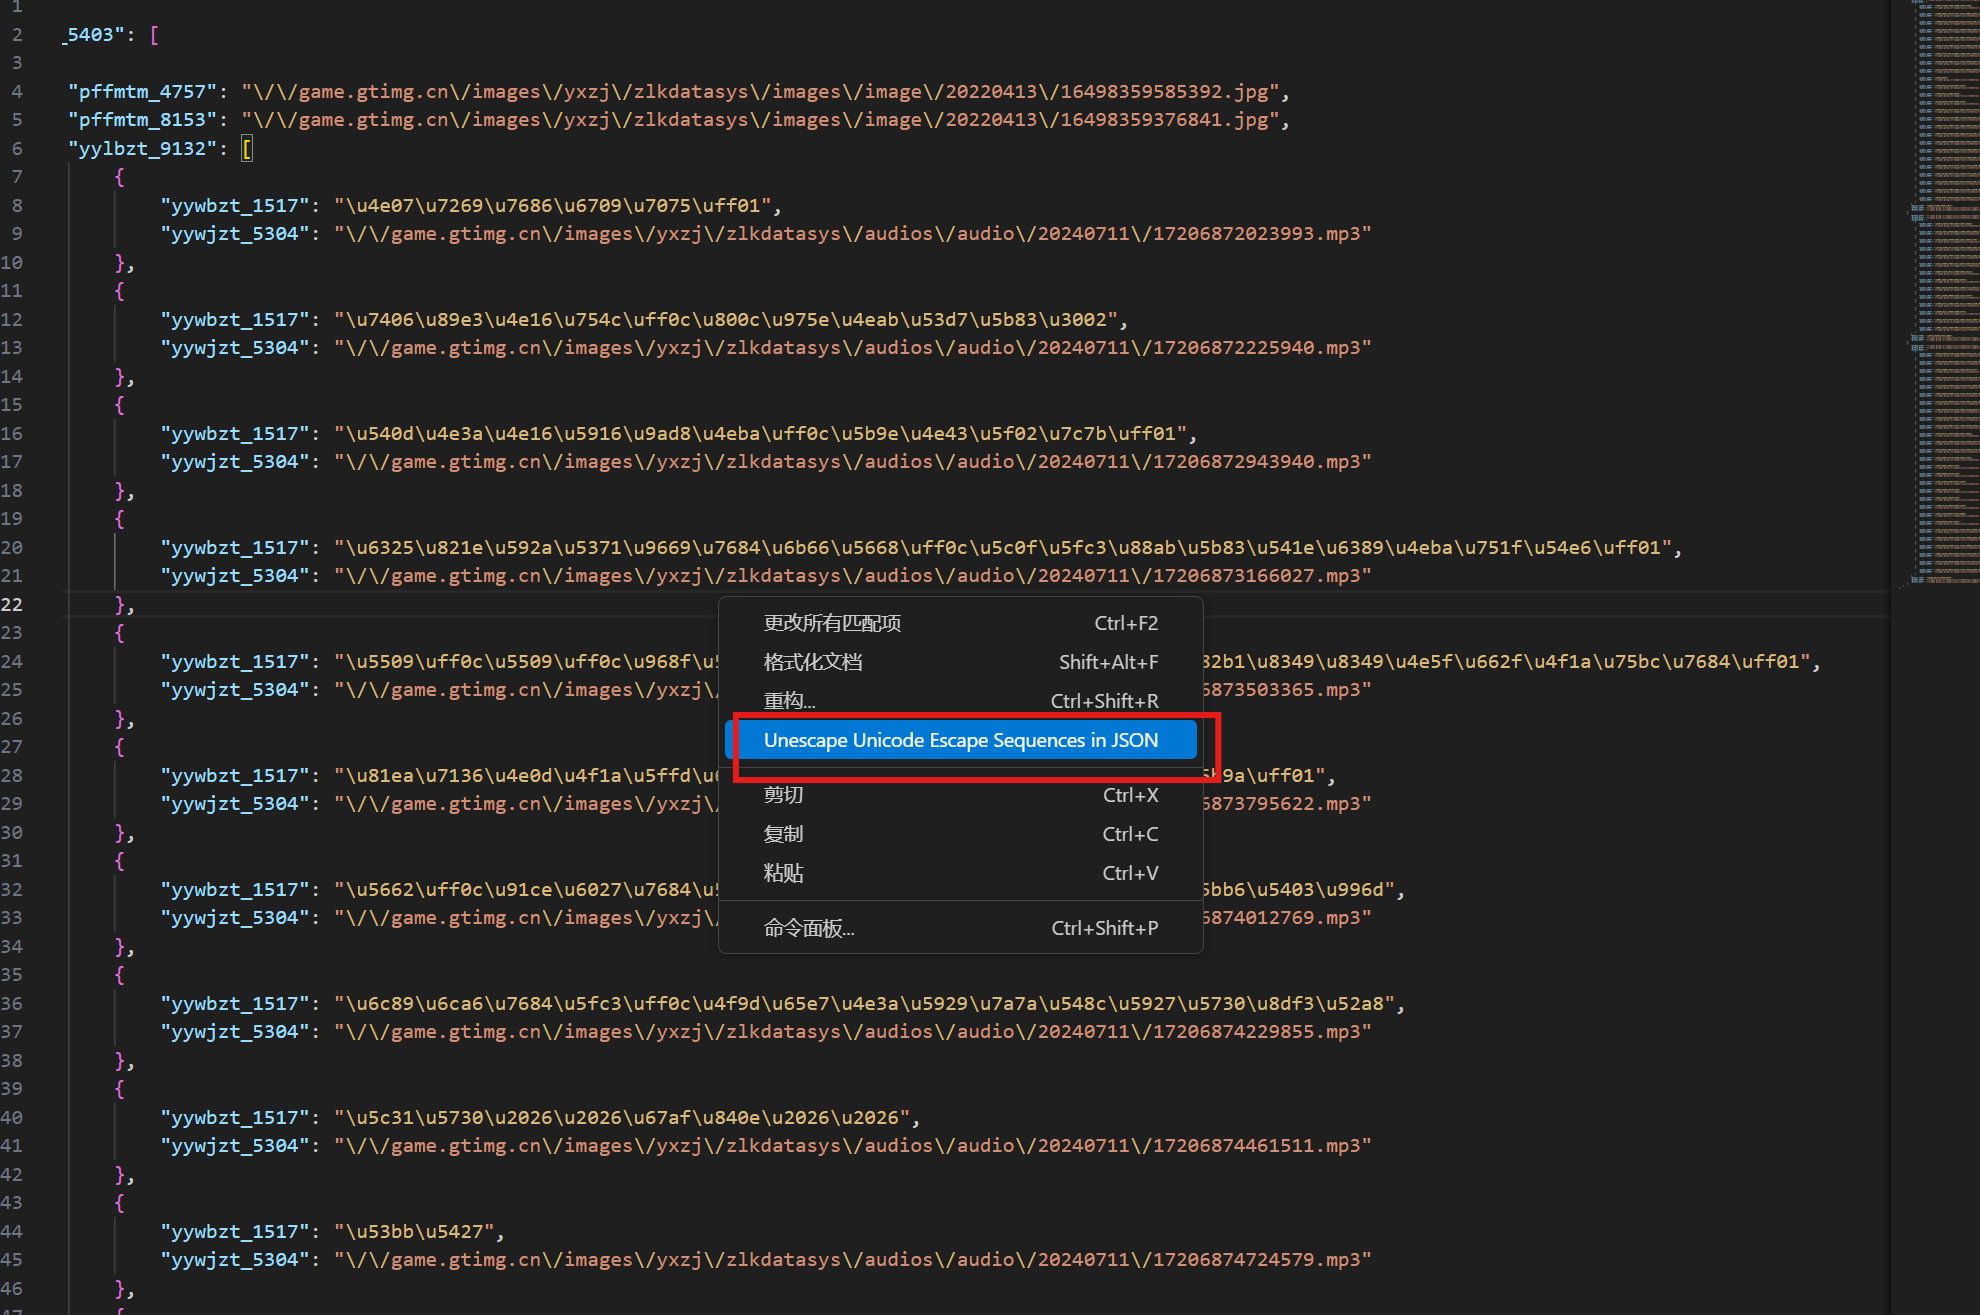 1
2 _5403": [
3
4 "pffmtm_4757": "\/\/game.gtimg.cn\/images\/yxzj\/zlkdatasys\/images\/image\/20220413\/16498359585392.jpg",
5 "pffmtm_8153": "\/\/game.gtimg.cn\/images\/yxzj\/zlkdatasys\/images\/image\/20220413\/16498359376841.jpg",
6 "yylbzt_9132": [
7 {
8 "yywbzt_1517": "\u4e07\u7269\u7686\u6709\u7075\uff01",
9 "yywjzt_5304": "\/\/game.gtimg.cn\/images\/yxzj\/zlkdatasys\/audios\/audio\/20240711\/17206872023993.mp3"
10 },
11 {
12 "yywbzt_1517": "\u7406\u89e3\u4e16\u754c\uff0c\u800c\u975e\u4eab\u53d7\u5b83\u3002",
13 "yywjzt_5304": "\/\/game.gtimg.cn\/images\/yxzj\/zlkdatasys\/audios\/audio\/20240711\/17206872225940.mp3"
14 },
15 {
16 "yywbzt_1517": "\u540d\u4e3a\u4e16\u5916\u9ad8\u4eba\uff0c\u5b9e\u4e43\u5f02\u7c7b\uff01",
17 "yywjzt_5304": "\/\/game.gtimg.cn\/images\/yxzj\/zlkdatasys\/audios\/audio\/20240711\/17206872943940.mp3"
18 },
19 {
20 "yywbzt_1517": "\u6325\u821e\u592a\u5371\u9669\u7684\u6b66\u5668\uff0c\u5c0f\u5fc3\u88ab\u5b83\u541e\u6389\u4eba\u751f\u54e6\uff01",
21 "yywjzt_5304": "\/\/game.gtimg.cn\/images\/yxzj\/zlkdatasys\/audios\/audio\/20240711\/17206873166027.mp3"
22 },
更改所有匹配项 Ctrl+F2
23 {
24 "yywbzt_1517": "\u5509\uff0c\u5509\uff0c\u968f\u 格式化文档 Shift+Alt+F 32b1\u8349\u8349\u4e5f\u662f\u4f1a\u75bc\u7684\uff01",
25 "yywjzt_5304": "\/\/game.gtimg.cn\/images\/yxzj\/ 重构... Ctrl+Shift+R 6873503365.mp3"
26 },
27 { Unescape Unicode Escape Sequences in JSON
28 "yywbzt_1517": "\u81ea\u7136\u4e0d\u4f1a\u5ffd\u 5b9a\uff01",
29 "yywjzt_5304": "\/\/game.gtimg.cn\/images\/yxzj\/ 剪切 Ctrl+X 6873795622.mp3"
30 }, 复制 Ctrl+C
31 { 粘贴 Ctrl+V
32 "yywbzt_1517": "\u5662\uff0c\u91ce\u6027\u7684\u 5bb6\u5403\u996d",
33 "yywjzt_5304": "\/\/game.gtimg.cn\/images\/yxzj\/ 命令面板... Ctrl+Shift+P 6874012769.mp3"
34 },
35 {
36 "yywbzt_1517": "\u6c89\u6ca6\u7684\u5fc3\uff0c\u4f9d\u65e7\u4e3a\u5929\u7a7a\u548c\u5927\u5730\u8df3\u52a8",
37 "yywjzt_5304": "\/\/game.gtimg.cn\/images\/yxzj\/zlkdatasys\/audios\/audio\/20240711\/17206874229855.mp3"
38 },
39 {
40 "yywbzt_1517": "\u5c31\u5730\u2026\u2026\u67af\u840e\u2026\u2026",
41 "yywjzt_5304": "\/\/game.gtimg.cn\/images\/yxzj\/zlkdatasys\/audios\/audio\/20240711\/17206874461511.mp3"
42 },
43 {
44 "yywbzt_1517": "\u53bb\u5427",
45 "yywjzt_5304": "\/\/game.gtimg.cn\/images\/yxzj\/zlkdatasys\/audios\/audio\/20240711\/17206874724579.mp3"
46 },
47 {